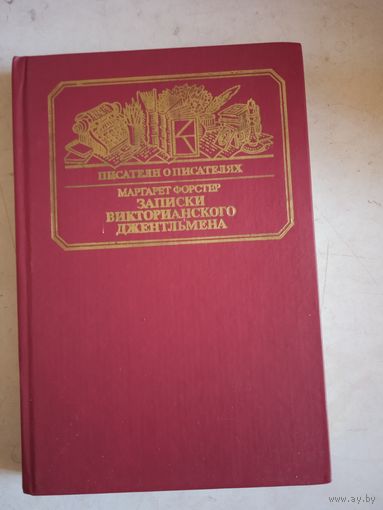 ПИСАТЕЛИ О ПИСАТЕЛЯХ
МАРГАРЕТ ФОРСТЕР
ЗАПИСКИ
ВИКТОРИАНСКОГО
ДЖЕНТЛЬМЕНА
© www.ay.by